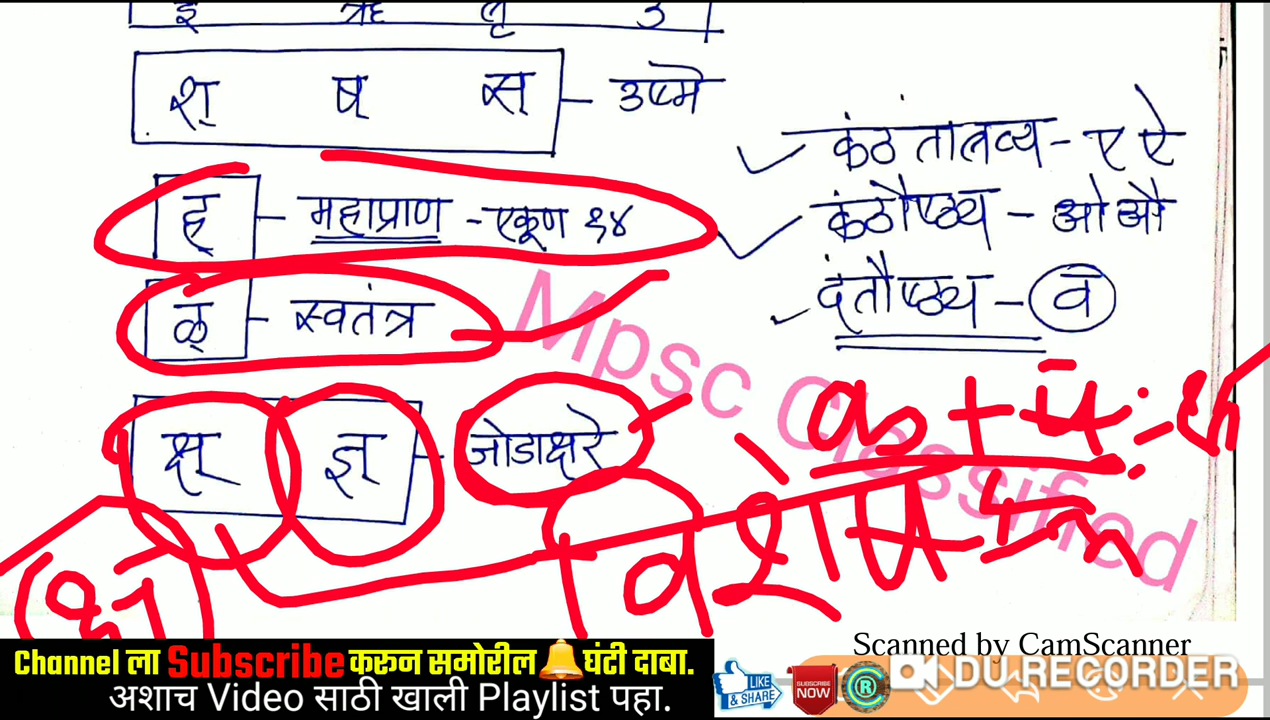 इ ऋ लृ उ
श् ष् स् - उष्मे
कंठतालव्य - ए ऐ
ह् - महाप्राण - एकूण १४
कंठौष्ठ्य - ओ औ
ळ् - स्वतंत्र
दंतौष्ठ्य - व
Mpsc Classified
क्ष् ज्ञ् - जोडाक्षरे
Scanned by CamScanner
Channel ला Subscribe करून समोरील घंटी दाबा.
अशाच Video साठी खाली Playlist पहा.
LIKE & SHARE
SUBSCRIBE NOW
R
DU RECORDER